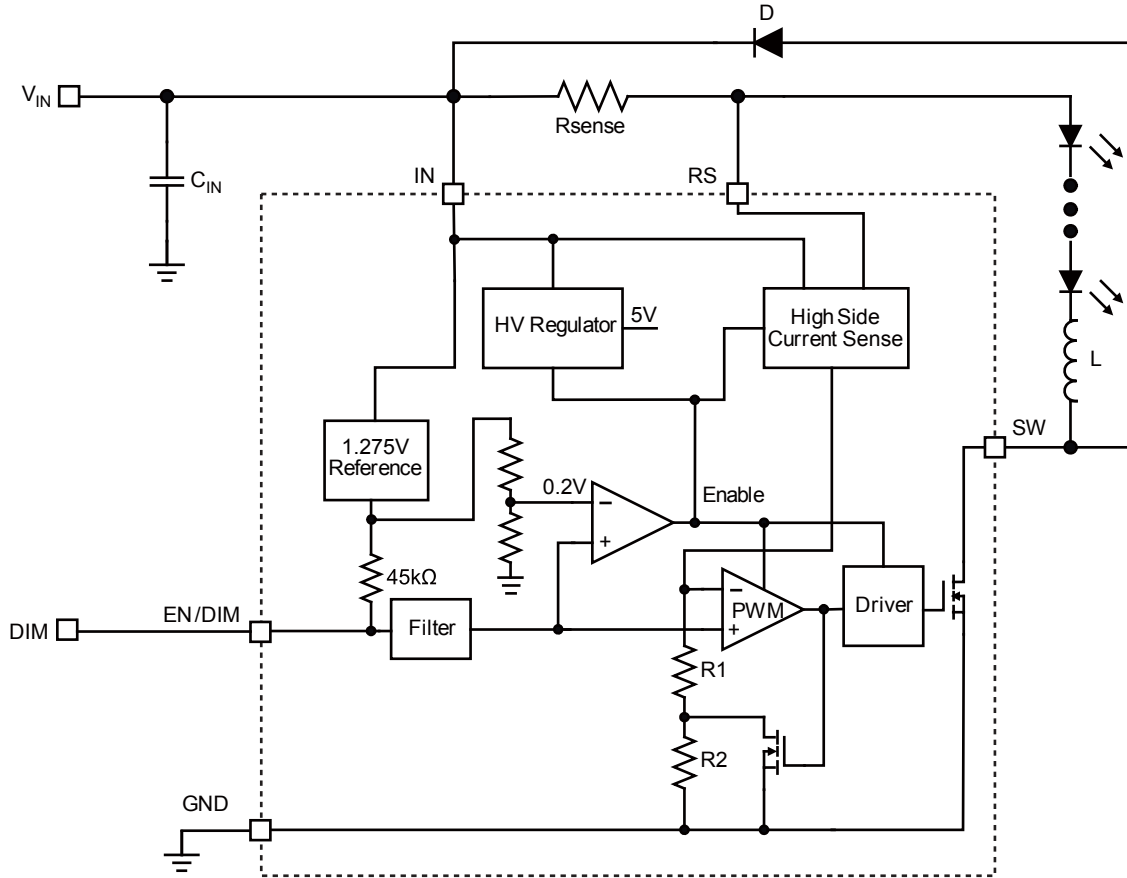 D
VIN
Rsense
CIN
IN
RS
HV Regulator
5V
High Side
Current Sense
L
SW
1.275V
Reference
0.2V
Enable
45kΩ
EN/DIM
DIM
Filter
PWM
Driver
R1
R2
GND